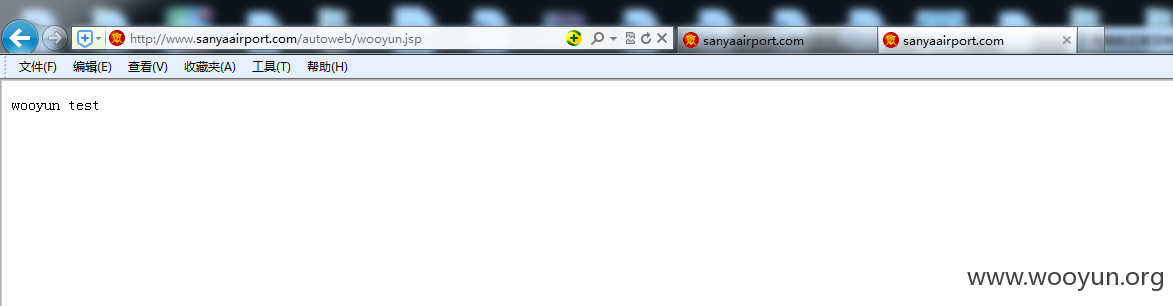 http://www.sanyaairport.com/autoweb/wooyun.jsp
sanyaairport.com
sanyaairport.com
文件(F) 编辑(E) 查看(V) 收藏夹(A) 工具(T) 帮助(H)
wooyun test
www.wooyun.org